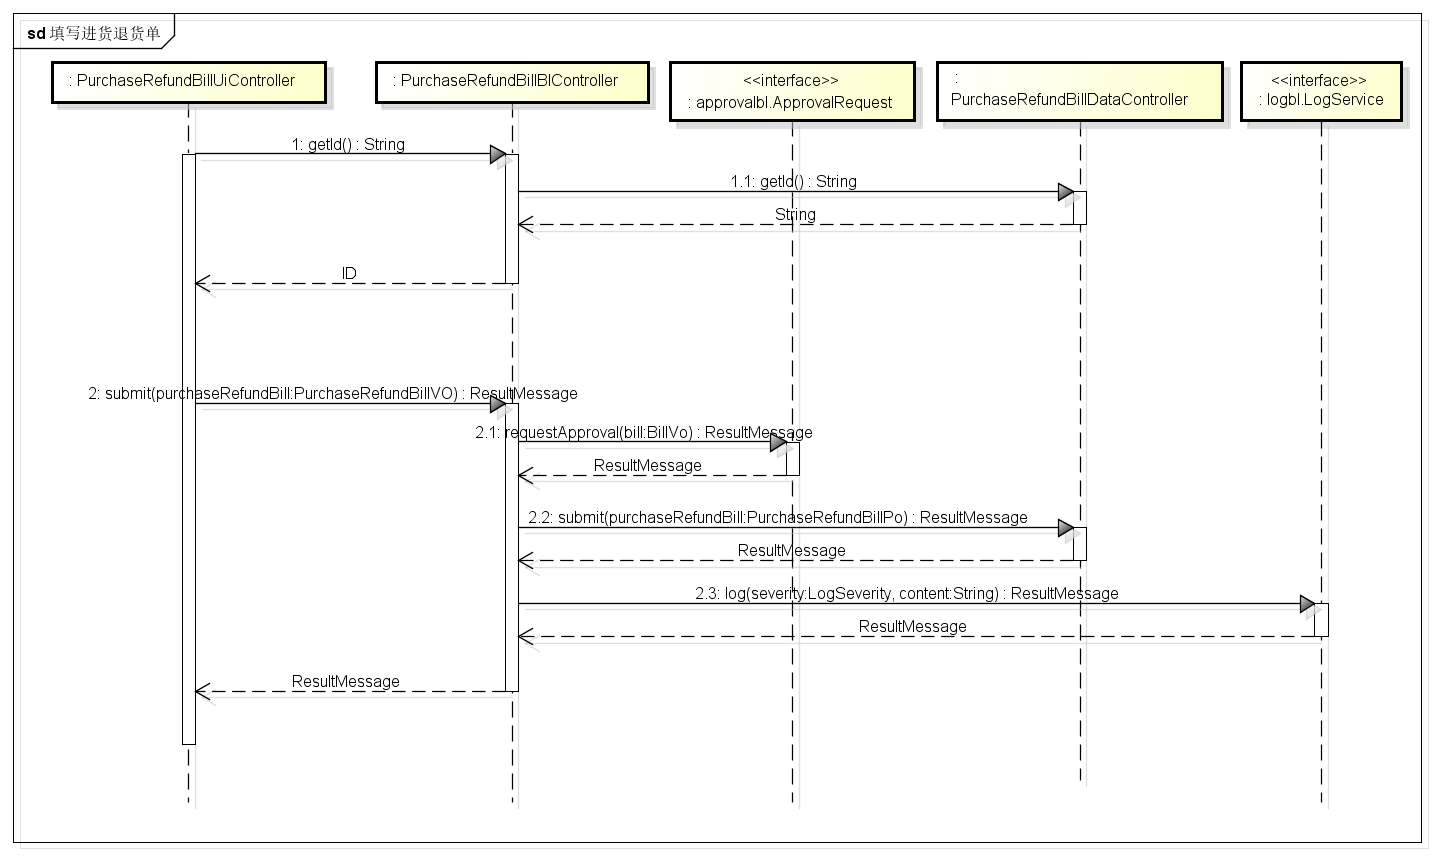 sd 填写进货退货单
: PurchaseRefundBillUiController
: PurchaseRefundBillBlController
<<interface>>
: approvalbl.ApprovalRequest
:
PurchaseRefundBillDataController
<<interface>>
: logbl.LogService
1: getId() : String
1.1: getId() : String
String
ID
2: submit(purchaseRefundBill:PurchaseRefundBillVO) : ResultMessage
2.1: requestApproval(bill:BillVo) : ResultMessage
ResultMessage
2.2: submit(purchaseRefundBill:PurchaseRefundBillPo) : ResultMessage
ResultMessage
2.3: log(severity:LogSeverity, content:String) : ResultMessage
ResultMessage
ResultMessage